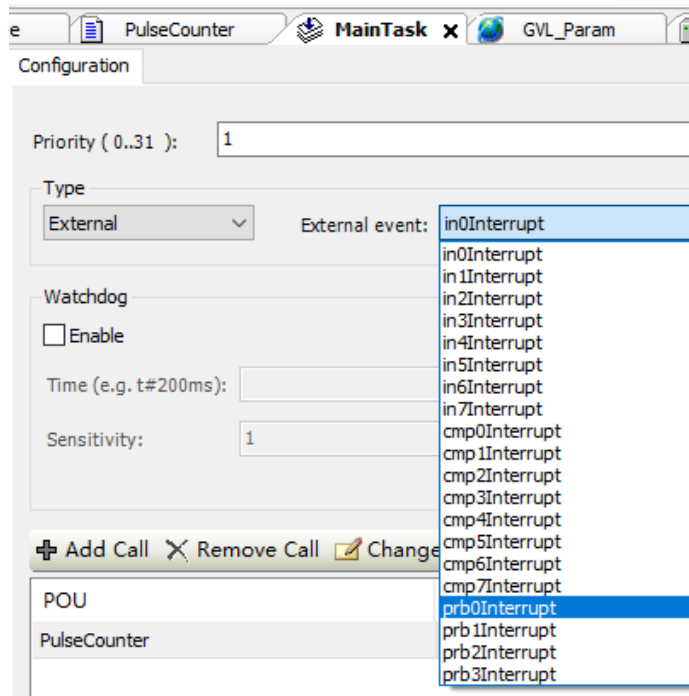 e PulseCounter MainTask x GVL_Param
Configuration
Priority ( 0..31 ): 1
Type
External External event: in0Interrupt
in0Interrupt
in1Interrupt
in2Interrupt
in3Interrupt
in4Interrupt
in5Interrupt
in6Interrupt
in7Interrupt
cmp0Interrupt
cmp1Interrupt
cmp2Interrupt
cmp3Interrupt
cmp4Interrupt
cmp5Interrupt
cmp6Interrupt
cmp7Interrupt
prb0Interrupt
prb1Interrupt
prb2Interrupt
prb3Interrupt
Watchdog
Enable
Time (e.g. t#200ms):
Sensitivity: 1
Add Call Remove Call Change
POU
PulseCounter